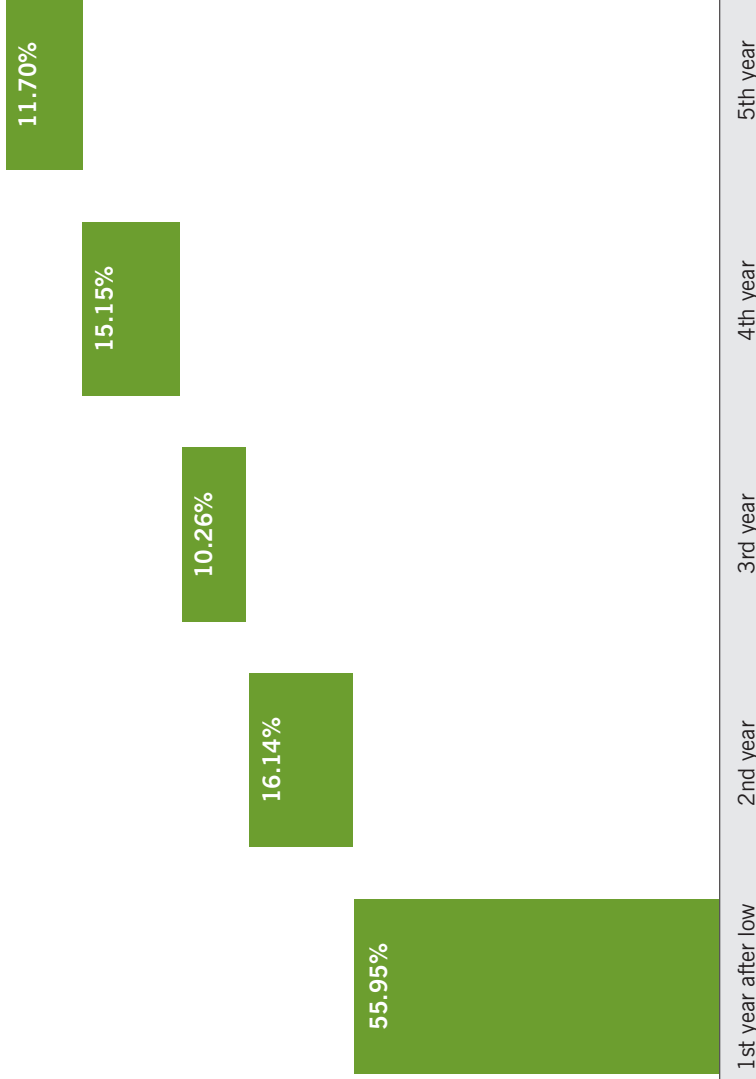 55.95%
16.14%
10.26%
15.15%
11.70%
1st year after low
2nd year
3rd year
4th year
5th year